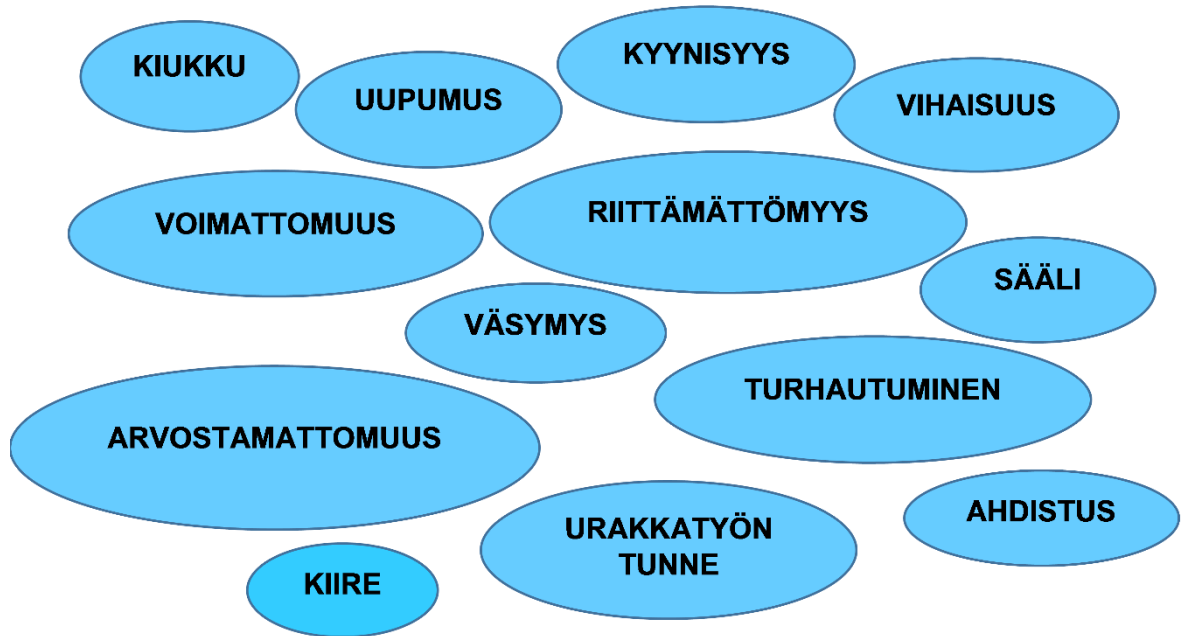 KIUKKU
UUPUMUS
KYYNISYYS
VIHAISUUS
VOIMATTOMUUS
RIITTÄMÄTTÖMYYS
SÄÄLI
VÄSYMYS
TURHAUTUMINEN
ARVOSTAMATTOMUUS
AHDISTUS
URAKKATYÖN
TUNNE
KIIRE